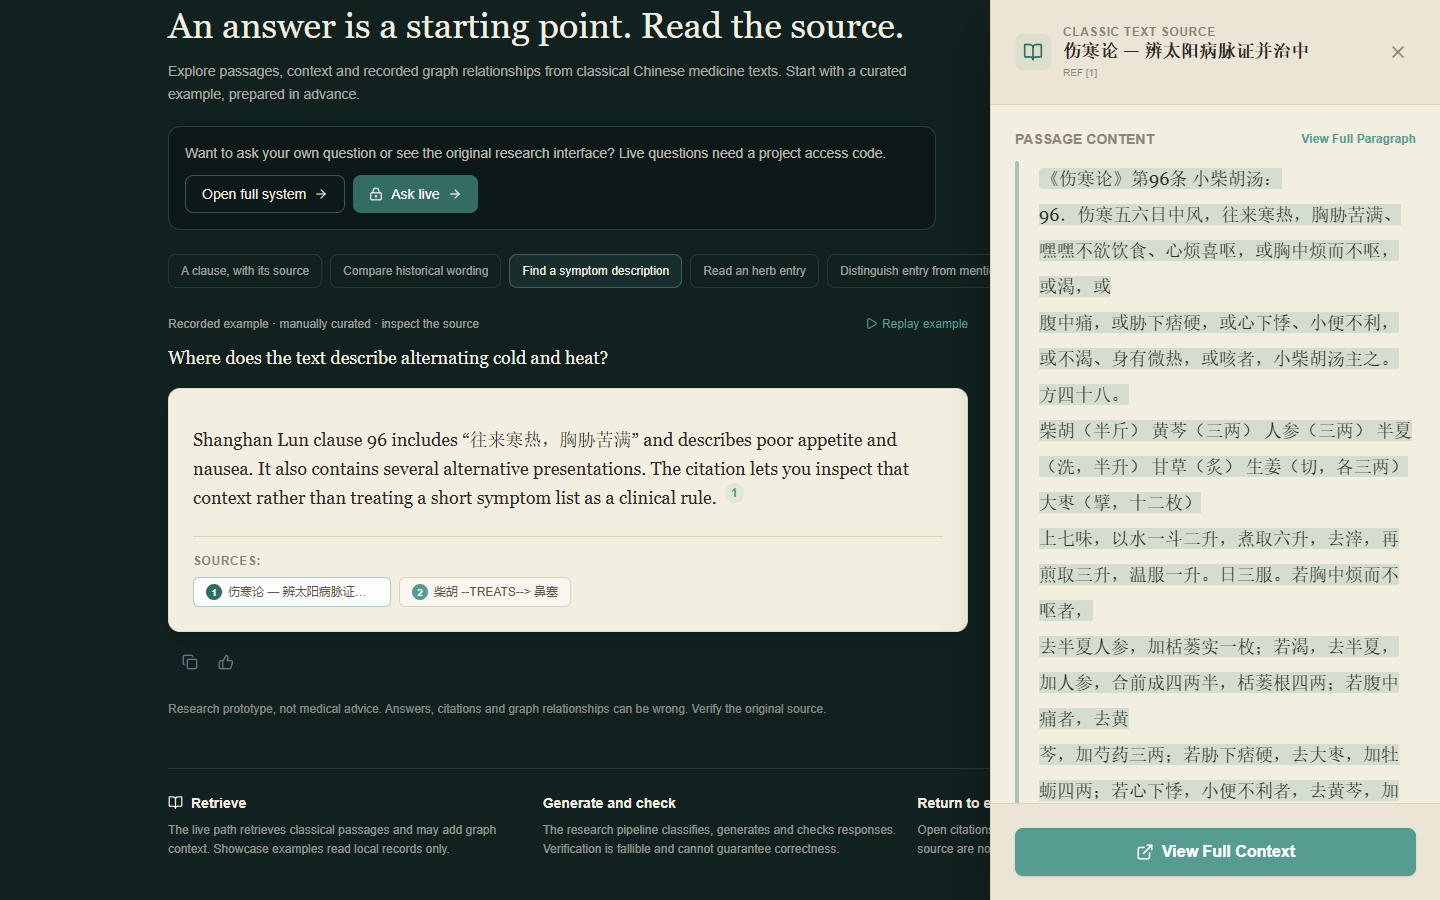 An answer is a starting point. Read the source.
Explore passages, context and recorded graph relationships from classical Chinese medicine texts. Start with a curated
example, prepared in advance.
Want to ask your own question or see the original research interface? Live questions need a project access code.
Open full system
Ask live
A clause, with its source
Compare historical wording
Find a symptom description
Read an herb entry
Distinguish entry from menti
Recorded example · manually curated · inspect the source
Replay example
Where does the text describe alternating cold and heat?
Shanghan Lun clause 96 includes “往来寒热，胸胁苦满” and describes poor appetite and
nausea. It also contains several alternative presentations. The citation lets you inspect that
context rather than treating a short symptom list as a clinical rule. 1
SOURCES:
1 伤寒论 — 辨太阳病脉证...
2 柴胡 --TREATS--> 鼻塞
Research prototype, not medical advice. Answers, citations and graph relationships can be wrong. Verify the original source.
Retrieve
The live path retrieves classical passages and may add graph
context. Showcase examples read local records only.
Generate and check
The research pipeline classifies, generates and checks responses.
Verification is fallible and cannot guarantee correctness.
Return to e
Open citations
source are no
CLASSIC TEXT SOURCE
伤寒论 — 辨太阳病脉证并治中
REF [1]
PASSAGE CONTENT
View Full Paragraph
《伤寒论》第96条 小柴胡汤：
96．伤寒五六日中风，往来寒热，胸胁苦满、
嘿嘿不欲饮食、心烦喜呕，或胸中烦而不呕，
或渴，或
腹中痛，或胁下痞硬，或心下悸、小便不利，
或不渴、身有微热，或咳者，小柴胡汤主之。
方四十八。
柴胡（半斤） 黄芩（三两） 人参（三两） 半夏
（洗，半升） 甘草（炙） 生姜（切，各三两）
大枣（擘，十二枚）
上七味，以水一斗二升，煮取六升，去滓，再
煎取三升，温服一升。日三服。若胸中烦而不
呕者，
去半夏人参，加栝蒌实一枚；若渴，去半夏，
加人参，合前成四两半，栝蒌根四两；若腹中
痛者，去黄
芩，加芍药三两；若胁下痞硬，去大枣，加牡
蛎四两；若心下悸，小便不利者，去黄芩，加
View Full Context